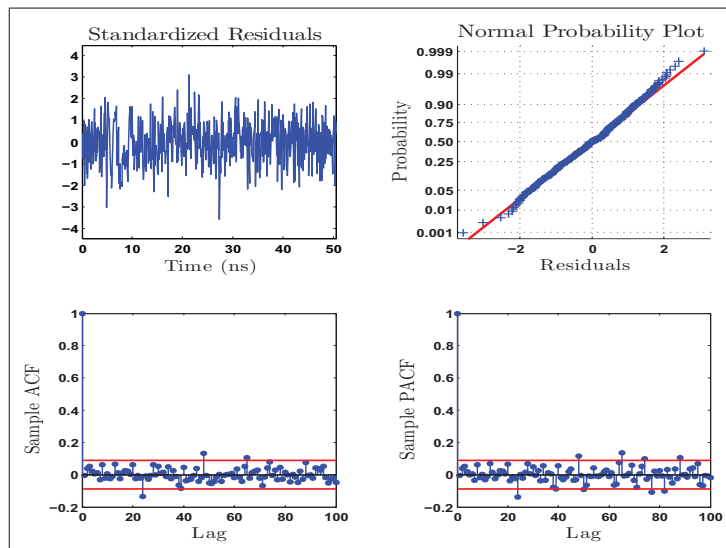 Standardized Residuals
4
3
2
1
0
−1
−2
−3
−4
0 10 20 30 40 50
Time (ns)
Normal Probability Plot
0.999
0.99
0.90
0.75
0.50
0.25
0.05
0.01
0.001
Probability
−2 0 2
Residuals
1
0.8
0.6
0.4
0.2
0
−0.2
Sample ACF
0 20 40 60 80 100
Lag
1
0.8
0.6
0.4
0.2
0
−0.2
Sample PACF
0 20 40 60 80 100
Lag